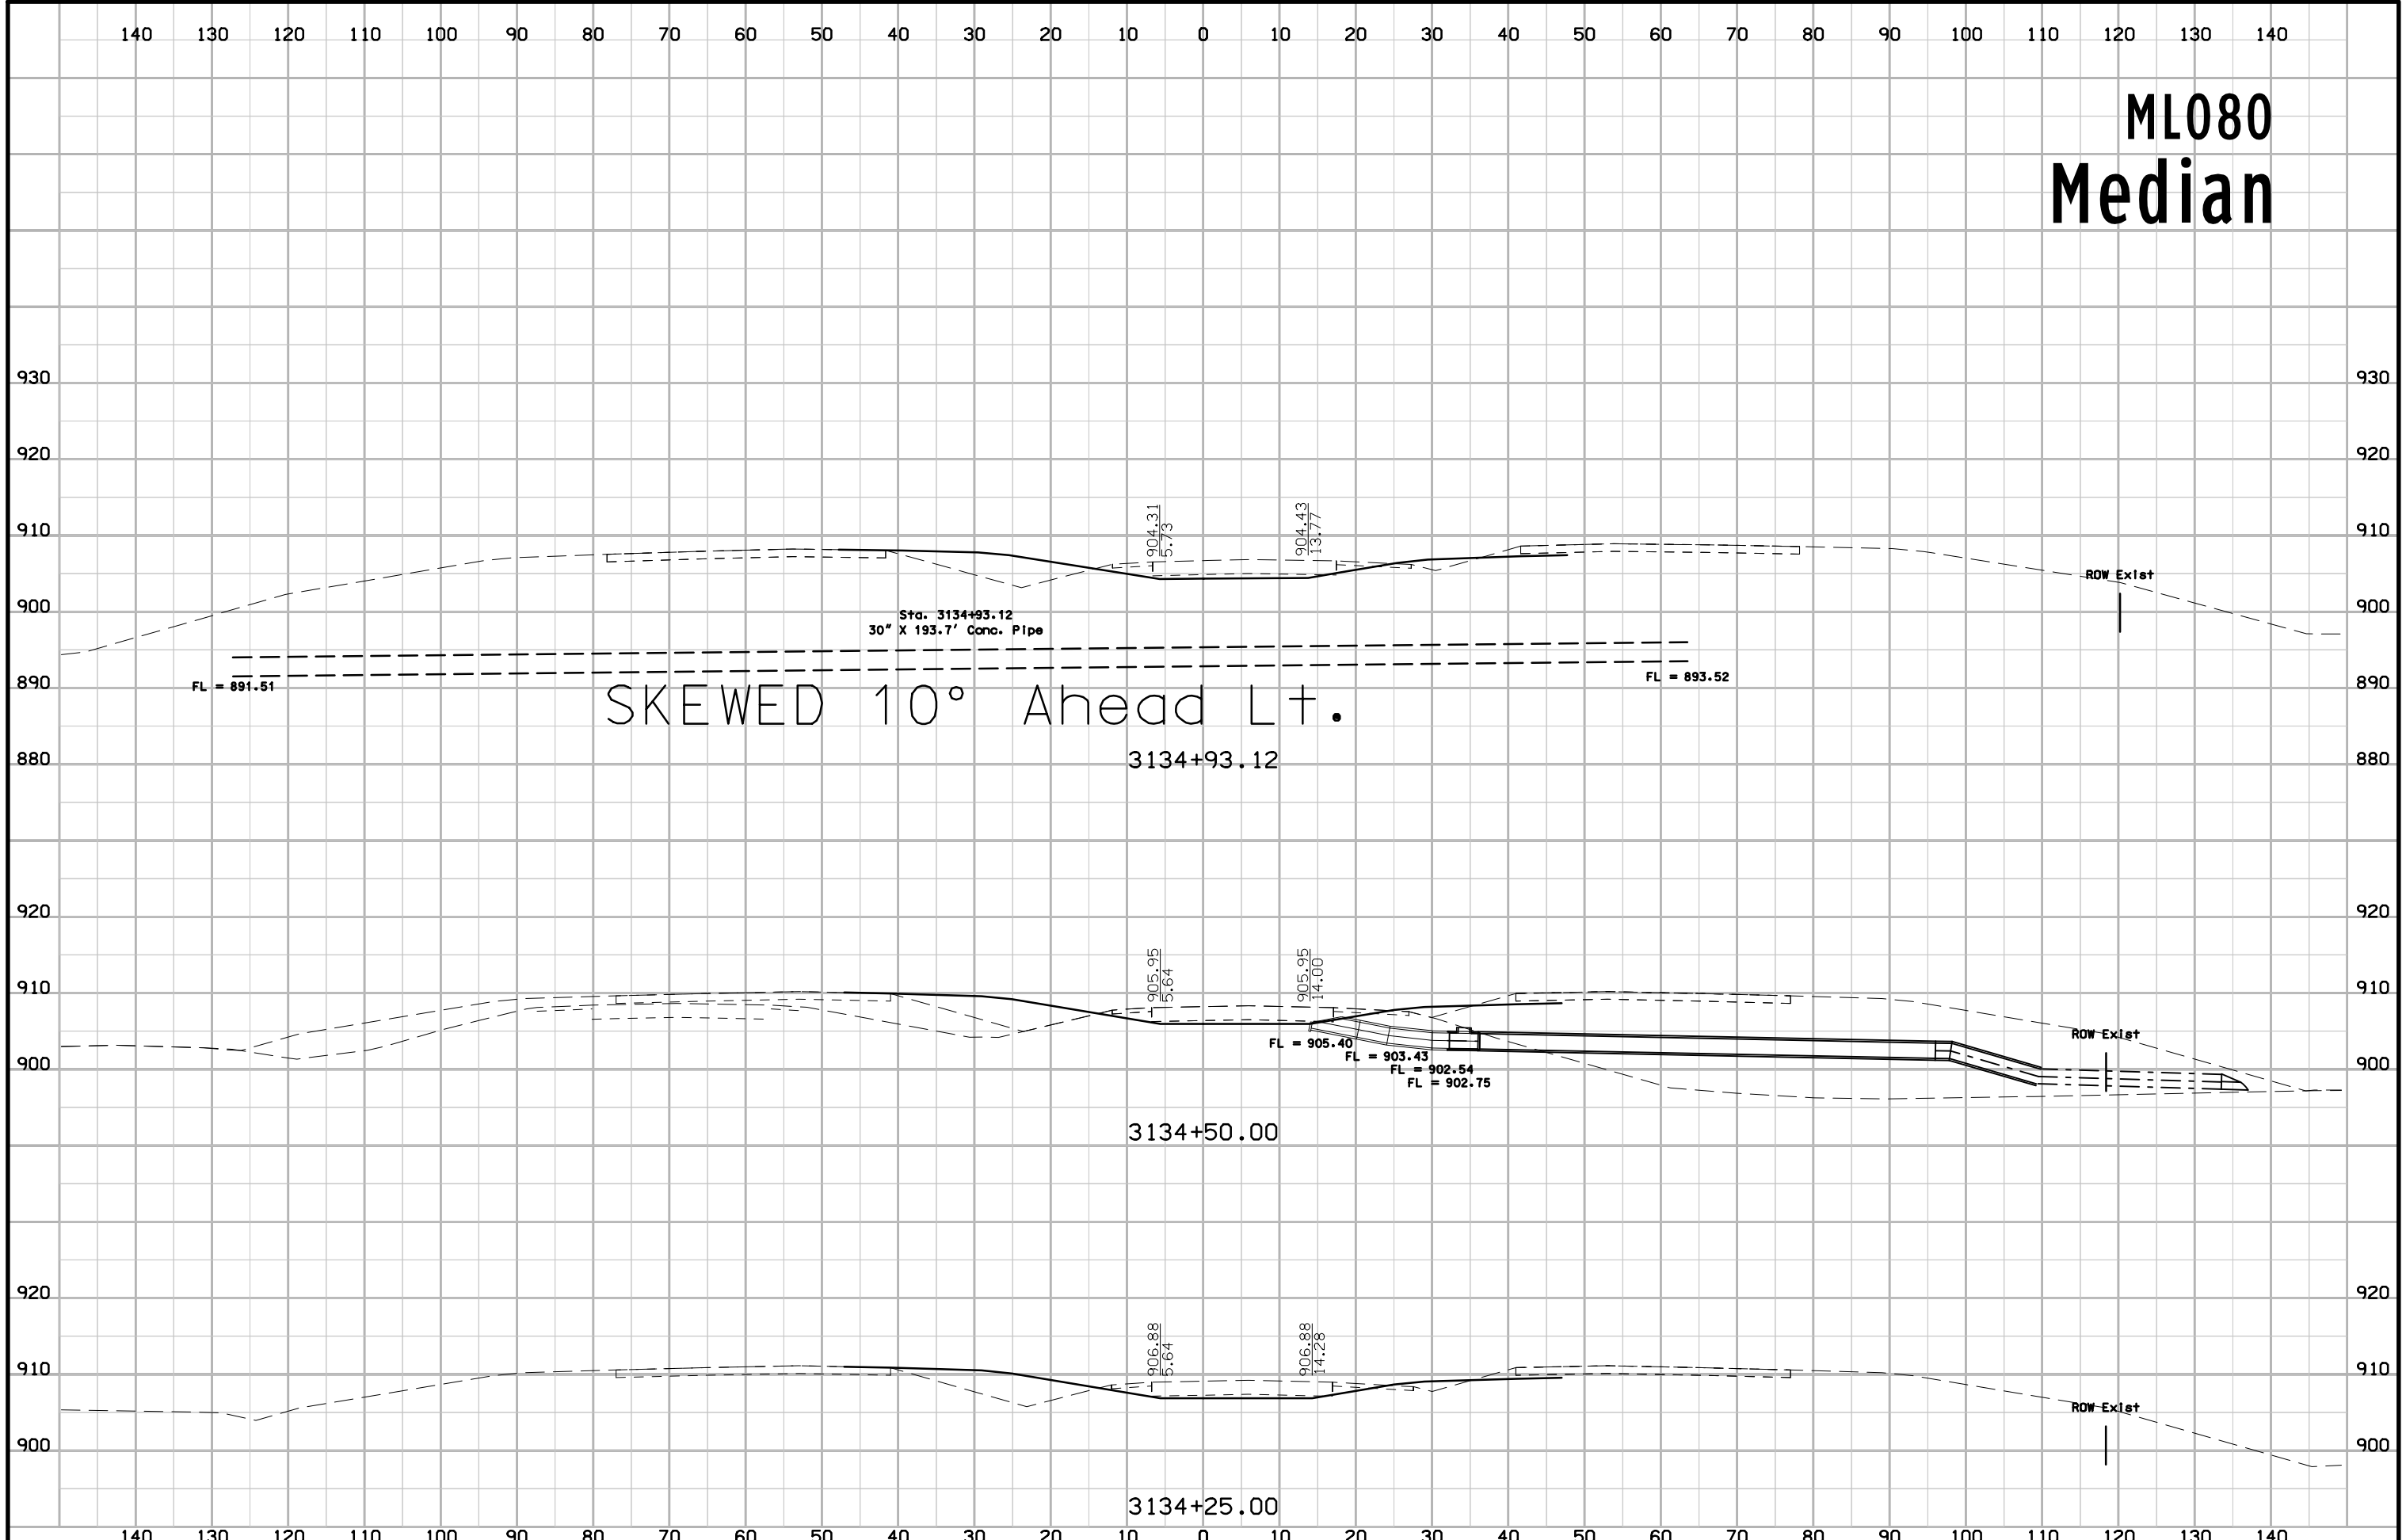 140 130 120 110 100 90 80 70 60 50 40 30 20 10 0 10 20 30 40 50 60 70 80 90 100 110 120 130 140
ML080
Median
930 930
920 920
904.31
5.73
904.43
13.77
910 910
ROW Exist
900 900
Sta. 3134+93.12
30" X 193.7' Conc. Pipe
FL = 891.51
FL = 893.52
890 890
SKEWED 10° Ahead Lt.
3134+93.12
880 880
920 920
905.95
5.64
905.95
14.00
910 910
ROW Exist
FL = 905.40
FL = 903.43
900 900
FL = 902.54
FL = 902.75
3134+50.00
920 920
906.88
5.64
906.88
14.28
910 910
ROW Exist
900 900
3134+25.00
140 130 120 110 100 90 80 70 60 50 40 30 20 10 0 10 20 30 40 50 60 70 80 90 100 110 120 130 140